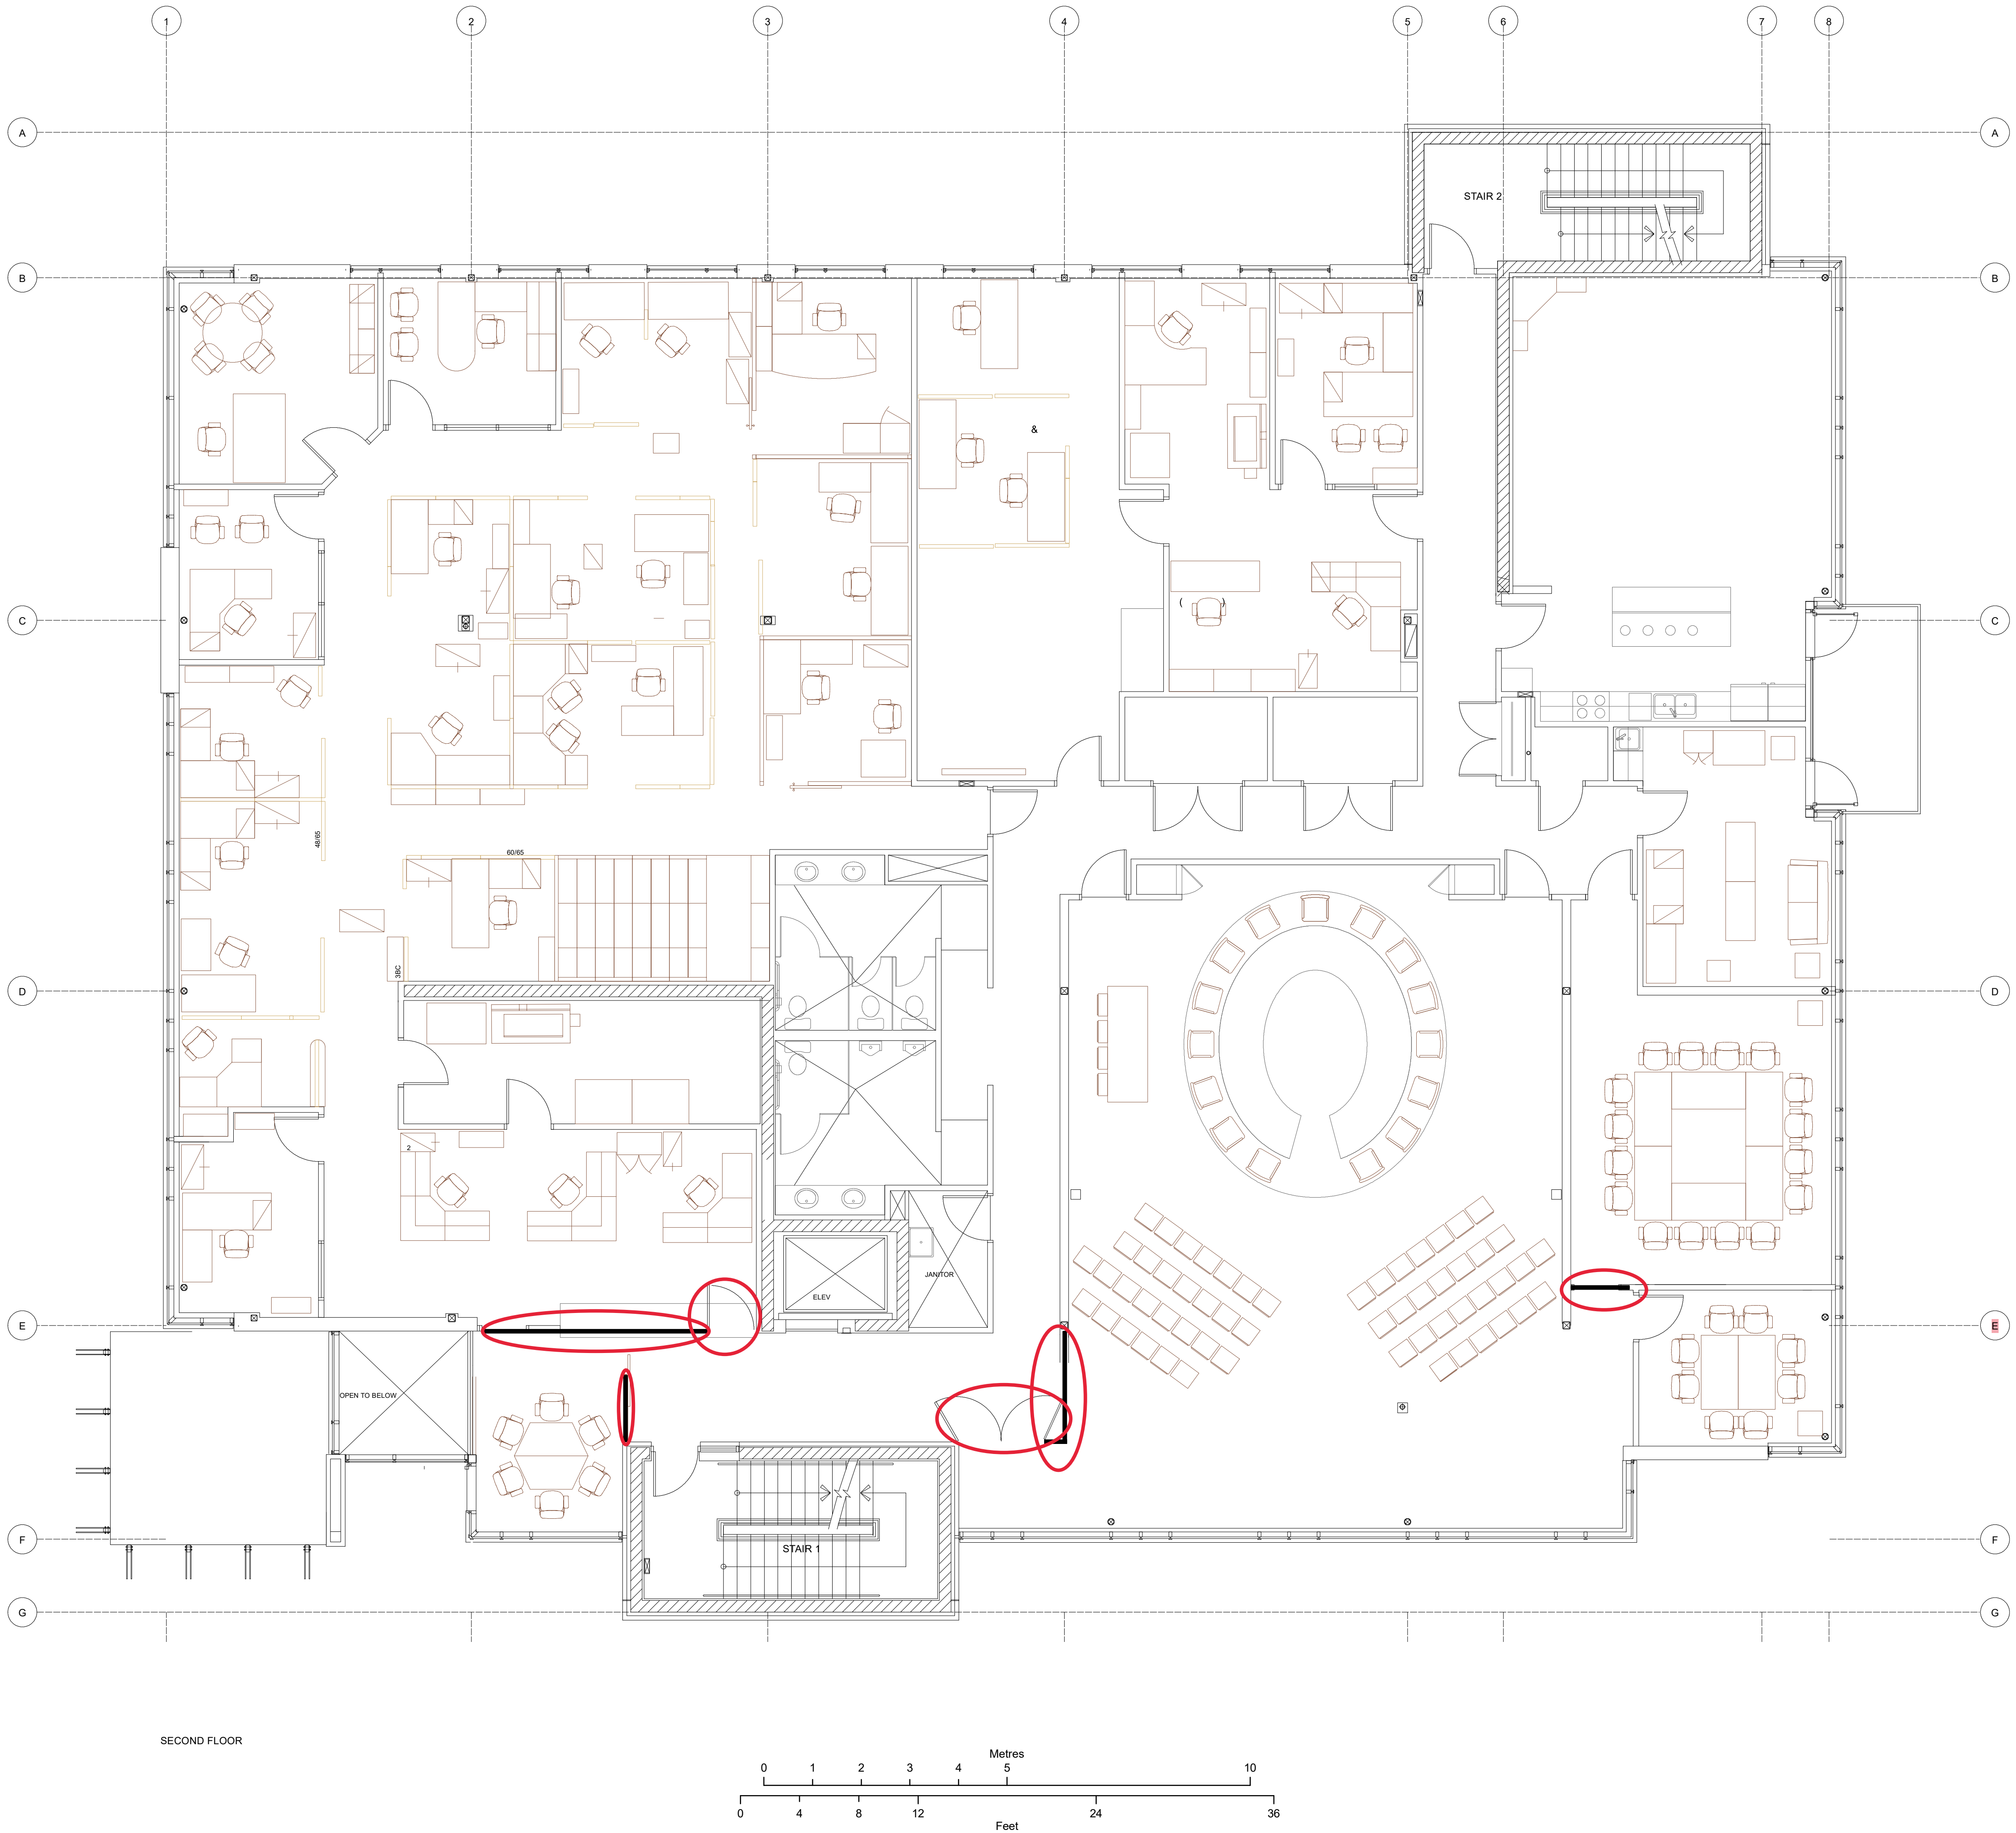 1 2 3 4 5 6 7 8
A A
STAIR 2
B B
&
( )
C C
48/65
60/65
3BC
D D
2
JANITOR
ELEV
E E
OPEN TO BELOW
STAIR 1
F F
G G
SECOND FLOOR
Metres
0 1 2 3 4 5 10
0 4 8 12 24 36
Feet